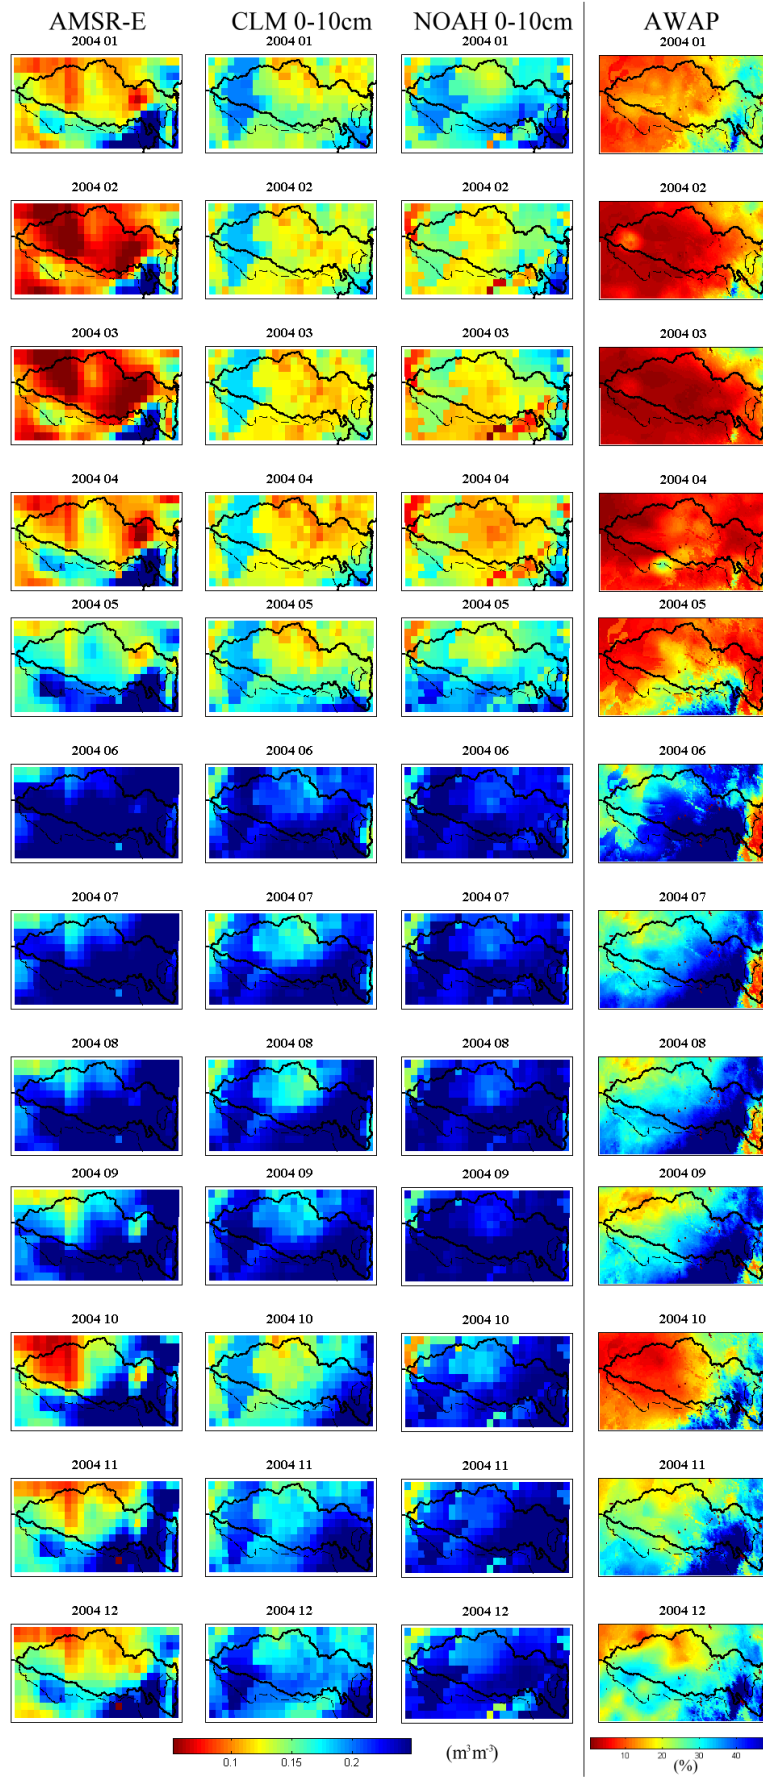 AMSR-E CLM 0-10cm NOAH 0-10cm AWAP
2004 01 2004 01 2004 01 2004 01
2004 02 2004 02 2004 02 2004 02
2004 03 2004 03 2004 03 2004 03
2004 04 2004 04 2004 04 2004 04
2004 05 2004 05 2004 05 2004 05
2004 06 2004 06 2004 06 2004 06
2004 07 2004 07 2004 07 2004 07
2004 08 2004 08 2004 08 2004 08
2004 09 2004 09 2004 09 2004 09
2004 10 2004 10 2004 10 2004 10
2004 11 2004 11 2004 11 2004 11
2004 12 2004 12 2004 12 2004 12
0.1 0.15 0.2 (m³m⁻³) 10 20 30 40
(%)